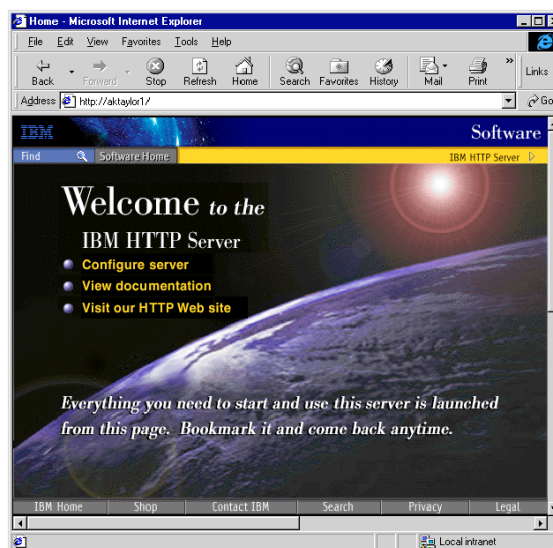 Home - Microsoft Internet Explorer
File Edit View Favorites Tools Help
Back Forward Stop Refresh Home Search Favorites History Mail Print » Links
Address http://aktaylor1/ Go
IBM Software
Find Software Home IBM HTTP Server
Welcome to the
IBM HTTP Server
Configure server
View documentation
Visit our HTTP Web site
Everything you need to start and use this server is launched
from this page. Bookmark it and come back anytime.
IBM Home Shop Contact IBM Search Privacy Legal
Local intranet